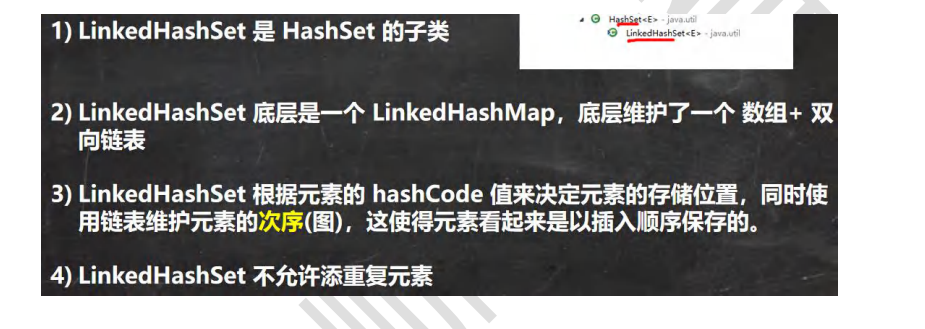 1) LinkedHashSet 是 HashSet 的子类
HashSet<E> - java.util
LinkedHashSet<E> - java.util
2) LinkedHashSet 底层是一个 LinkedHashMap，底层维护了一个 数组+ 双
向链表
3) LinkedHashSet 根据元素的 hashCode 值来决定元素的存储位置，同时使
用链表维护元素的次序(图)，这使得元素看起来是以插入顺序保存的。
4) LinkedHashSet 不允许添重复元素